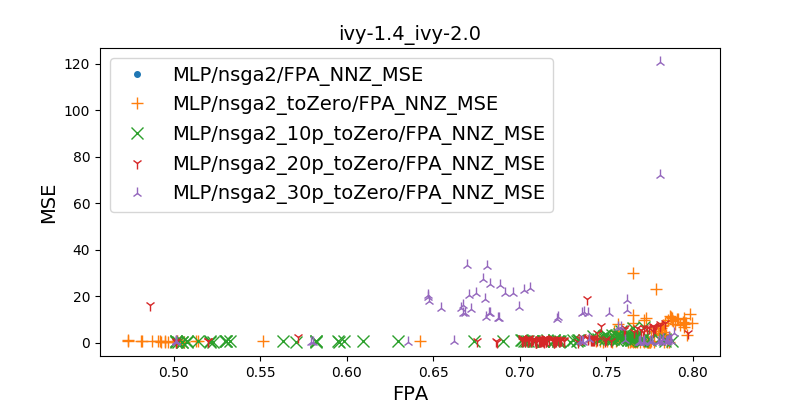 ivy-1.4_ivy-2.0
MLP/nsga2/FPA_NNZ_MSE
MLP/nsga2_toZero/FPA_NNZ_MSE
MLP/nsga2_10p_toZero/FPA_NNZ_MSE
MLP/nsga2_20p_toZero/FPA_NNZ_MSE
MLP/nsga2_30p_toZero/FPA_NNZ_MSE
MSE
120
100
80
60
40
20
0
0.50 0.55 0.60 0.65 0.70 0.75 0.80
FPA